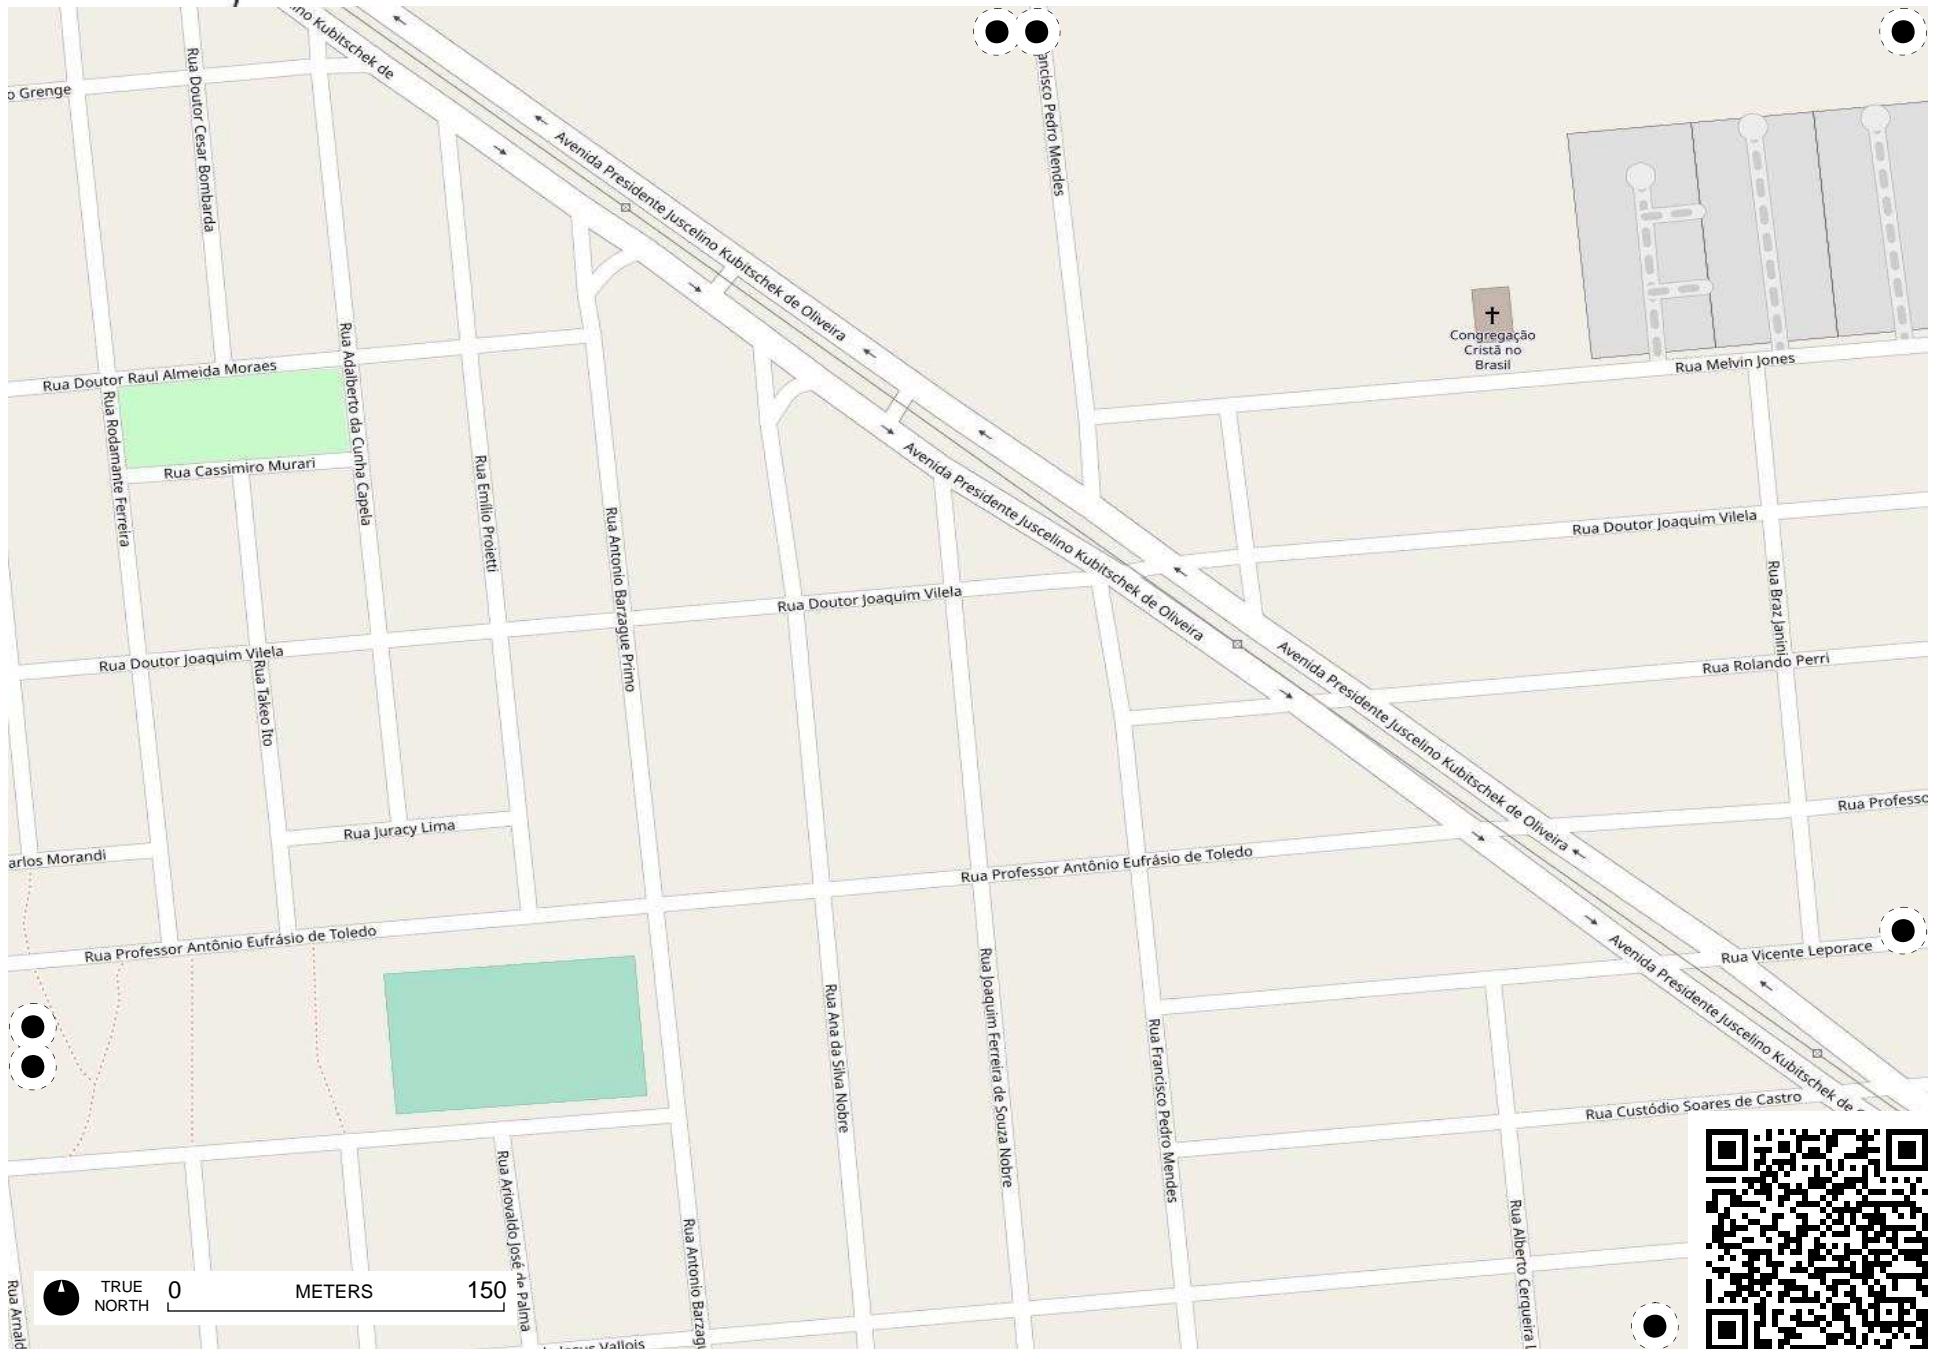 lino Kubitschek de
Rua Doutor Cesar Bombarda
o Grenge
ancisco Pedro Mendes
Avenida Presidente Juscelino Kubitschek de Oliveira
Congregação
Cristã no
Brasil
Rua Melvin Jones
Rua Doutor Raul Almeida Moraes
Rua Adalberto da Cunha Capela
Rua Rodamante Ferreira
Rua Cassimiro Murari
Rua Emílio Proietti
Rua Antonio Barzague Primo
Avenida Presidente Juscelino Kubitschek de Oliveira
Rua Doutor Joaquim Vilela
Rua Braz Janini
Rua Doutor Joaquim Vilela
Rua Doutor Joaquim Vilela
Rua Takeo Ito
Avenida Presidente Juscelino Kubitschek de Oliveira
Rua Rolando Perri
Rua Professo
Rua Juracy Lima
arlos Morandi
Rua Professor Antônio Eufrásio de Toledo
Rua Professor Antônio Eufrásio de Toledo
Rua Vicente Leporace
Avenida Presidente Juscelino Kubitschek de
Rua Joaquim Ferreira de Souza Nobre
Rua Ana da Silva Nobre
Rua Francisco Pedro Mendes
Rua Custódio Soares de Castro
Rua Ariovaldo José de Palma
Rua Alberto Cerqueira L
Rua Antonio Barzagu
Rua Arnald
TRUE
NORTH
0 METERS 150
Jesus Vallois